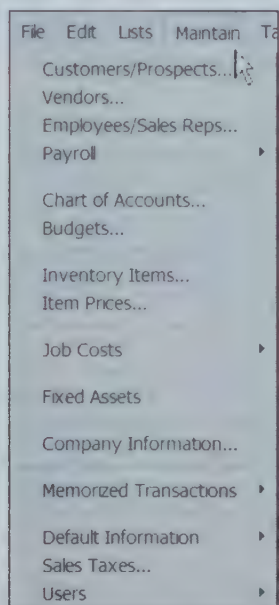 File Edit Lists Maintain Ta
Customers/Prospects...
Vendors...
Employees/Sales Reps...
Payroll
Chart of Accounts...
Budgets...
Inventory Items...
Item Prices...
Job Costs
Fixed Assets
Company Information...
Memorized Transactions
Default Information
Sales Taxes...
Users